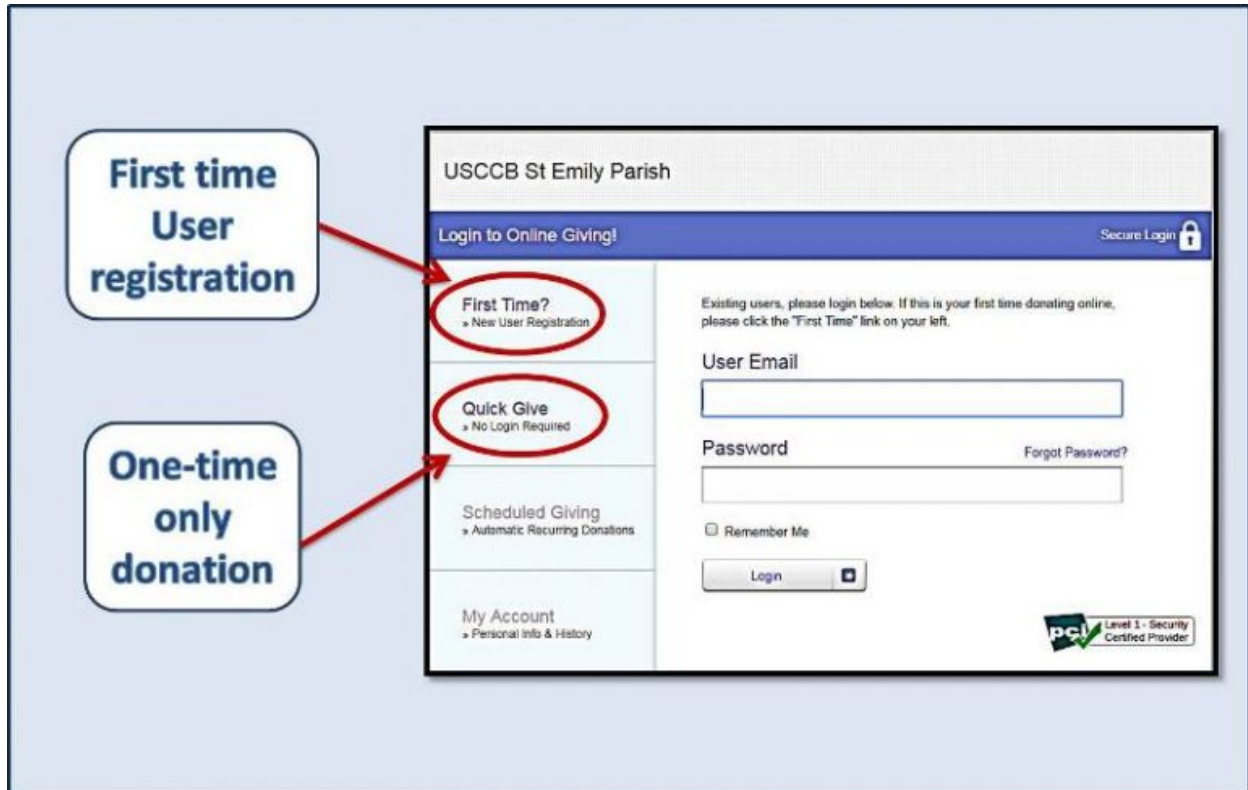 First time
User
registration
One-time
only
donation
USCCB St Emily Parish
Login to Online Giving!
Secure Login
First Time?
» New User Registration
Quick Give
» No Login Required
Scheduled Giving
» Automatic Recurring Donations
My Account
» Personal Info & History
Existing users, please login below. If this is your first time donating online,
please click the "First Time" link on your left.
User Email
Password
Forgot Password?
Remember Me
Login
pci
Level 1 - Security
Certified Provider